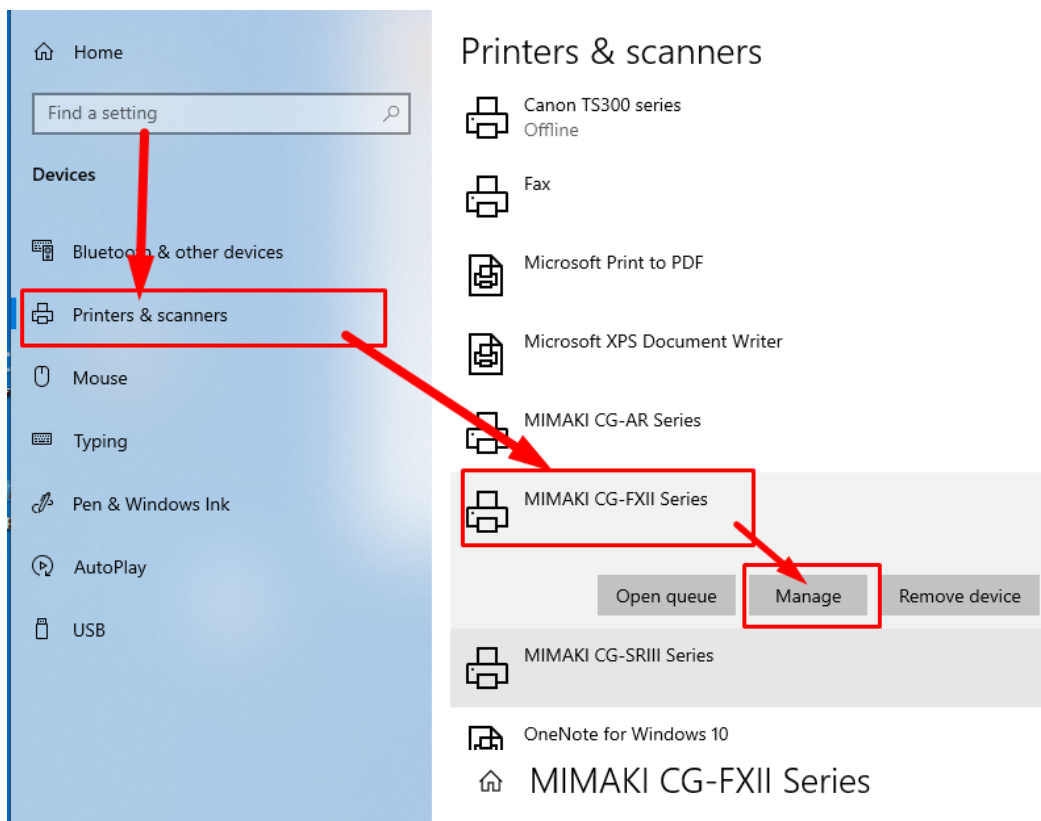 Home
Find a setting
Devices
Bluetooth & other devices
Printers & scanners
Mouse
Typing
Pen & Windows Ink
AutoPlay
USB
Printers & scanners
Canon TS300 series
Offline
Fax
Microsoft Print to PDF
Microsoft XPS Document Writer
MIMAKI CG-AR Series
MIMAKI CG-FXII Series
Open queue Manage Remove device
MIMAKI CG-SRIII Series
OneNote for Windows 10
MIMAKI CG-FXII Series